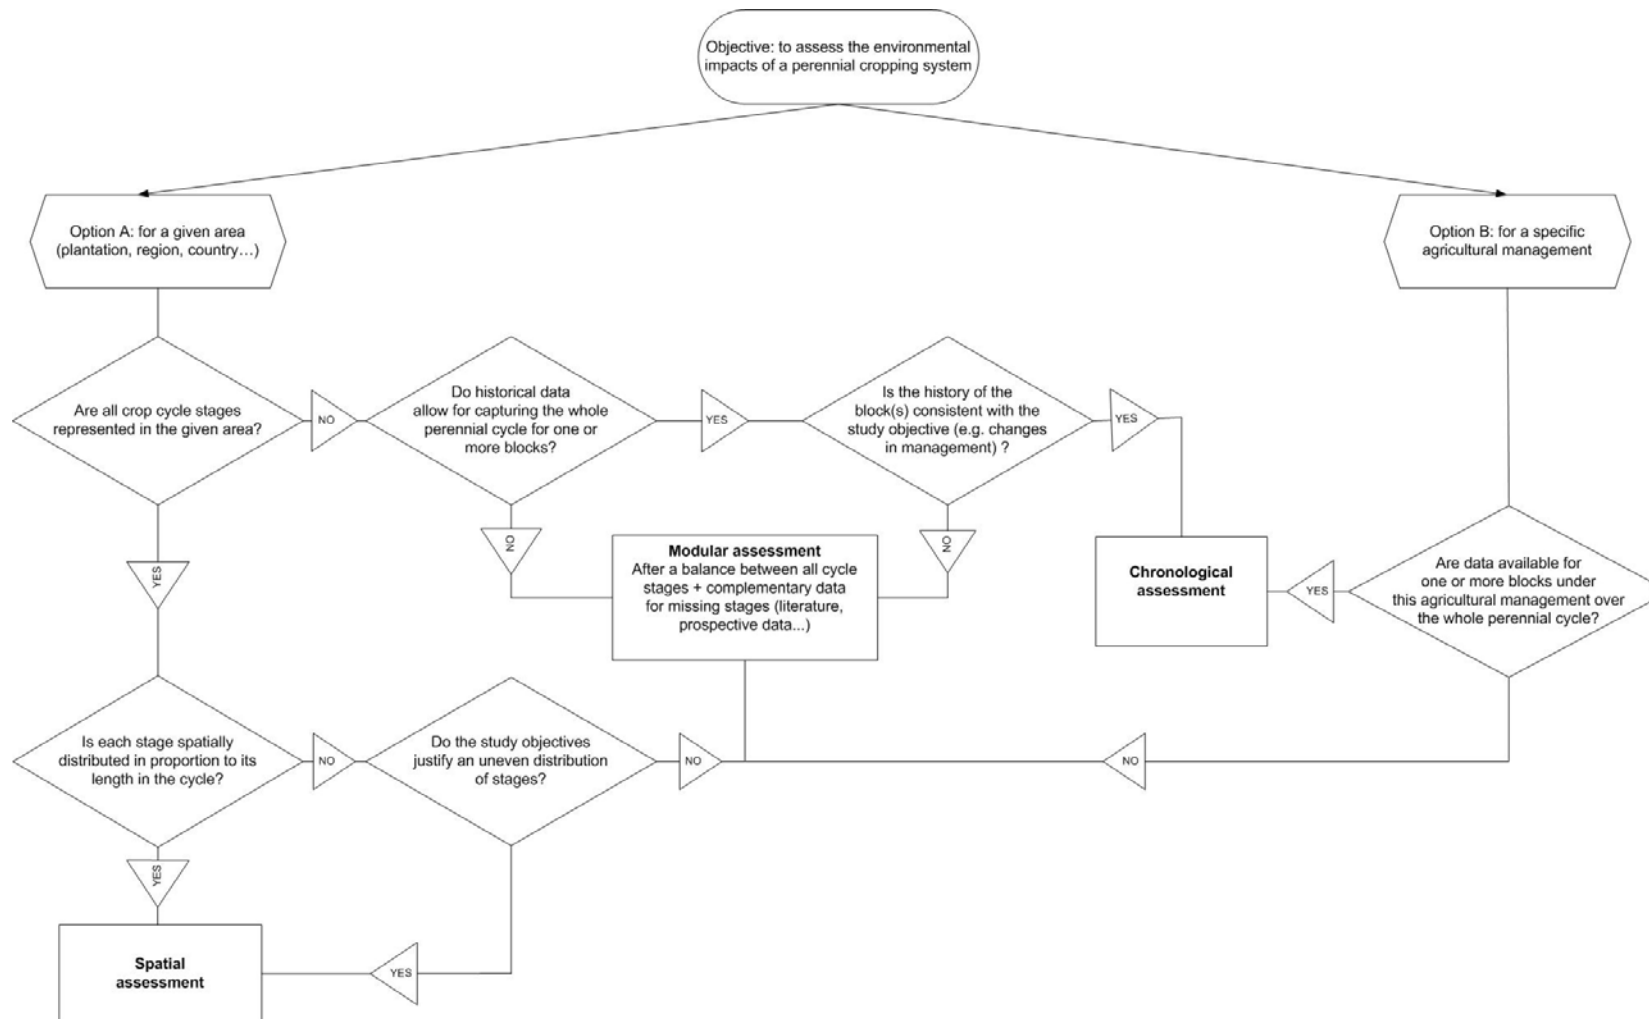 Objective: to assess the environmental
impacts of a perennial cropping system
Option A: for a given area
(plantation, region, country…)
Option B: for a specific
agricultural management
Are all crop cycle stages
represented in the given area?
NO
Do historical data
allow for capturing the whole
perennial cycle for one or
more blocks?
YES
Is the history of the
block(s) consistent with the
study objective (e.g. changes
in management) ?
YES
YES
NO
NO
Modular assessment
After a balance between all cycle
stages + complementary data
for missing stages (literature,
prospective data...)
Chronological
assessment
YES
Are data available for
one or more blocks under
this agricultural management over
the whole perennial cycle?
Is each stage spatially
distributed in proportion to its
length in the cycle?
NO
Do the study objectives
justify an uneven distribution
of stages?
NO
NO
YES
Spatial
assessment
YES